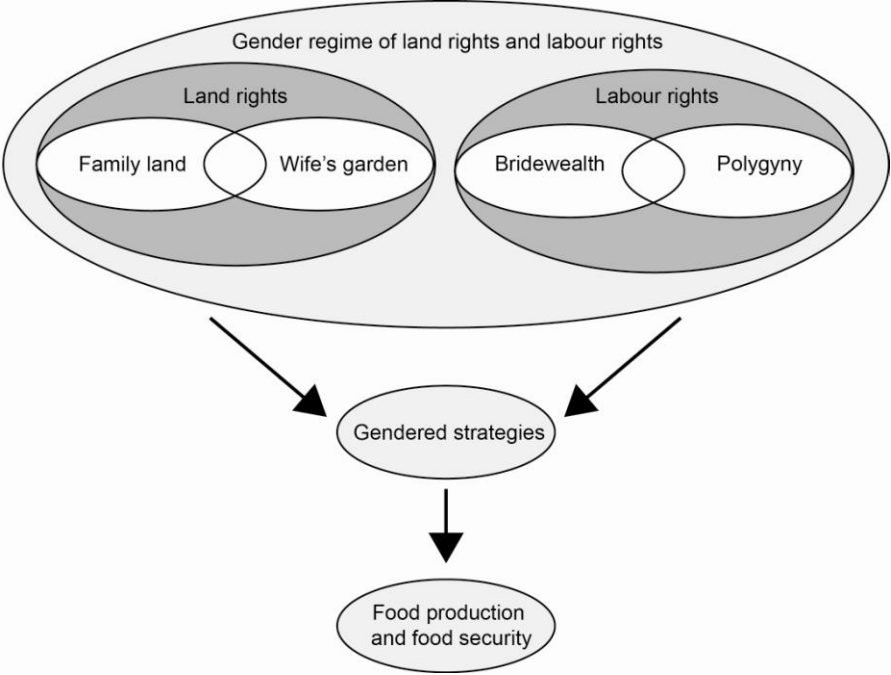 Gender regime of land rights and labour rights
Land rights
Labour rights
Family land
Wife's garden
Bridewealth
Polygyny
Gendered strategies
Food production
and food security